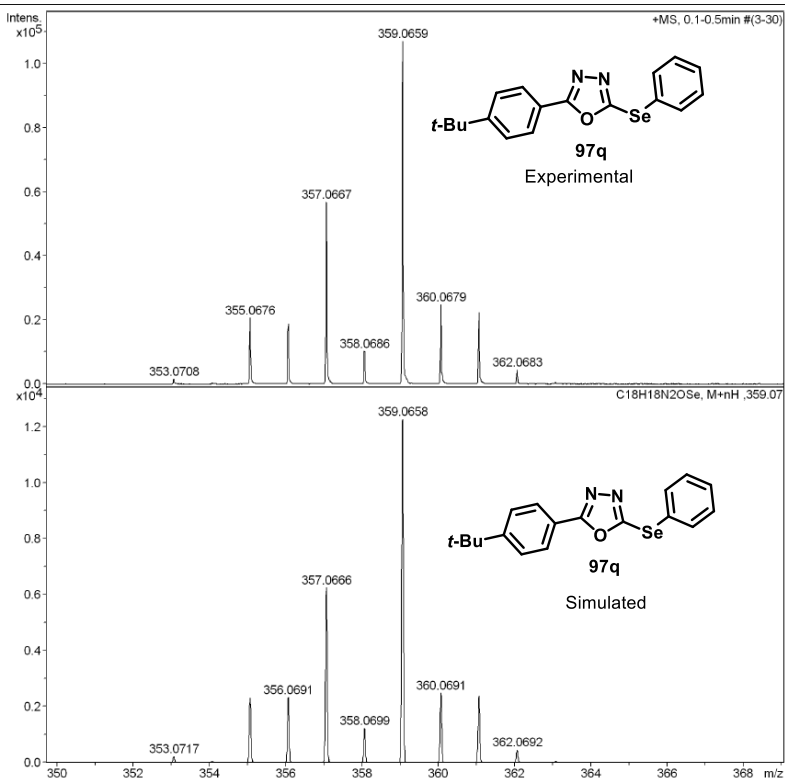 Intens.
x10⁵
+MS, 0.1-0.5min #(3-30)
359.0659
1.0
N N
O
Se
t-Bu
0.8
97q
Experimental
357.0667
0.6
0.4
360.0679
355.0676
0.2
358.0686
362.0683
353.0708
0.0
x10⁴
C18H18N2OSe, M+nH ,359.07
359.0658
1.2
1.0
N N
O
Se
t-Bu
0.8
97q
357.0666
Simulated
0.6
0.4
356.0691
360.0691
0.2
358.0699
362.0692
353.0717
0.0
350 352 354 356 358 360 362 364 366 368 m/z